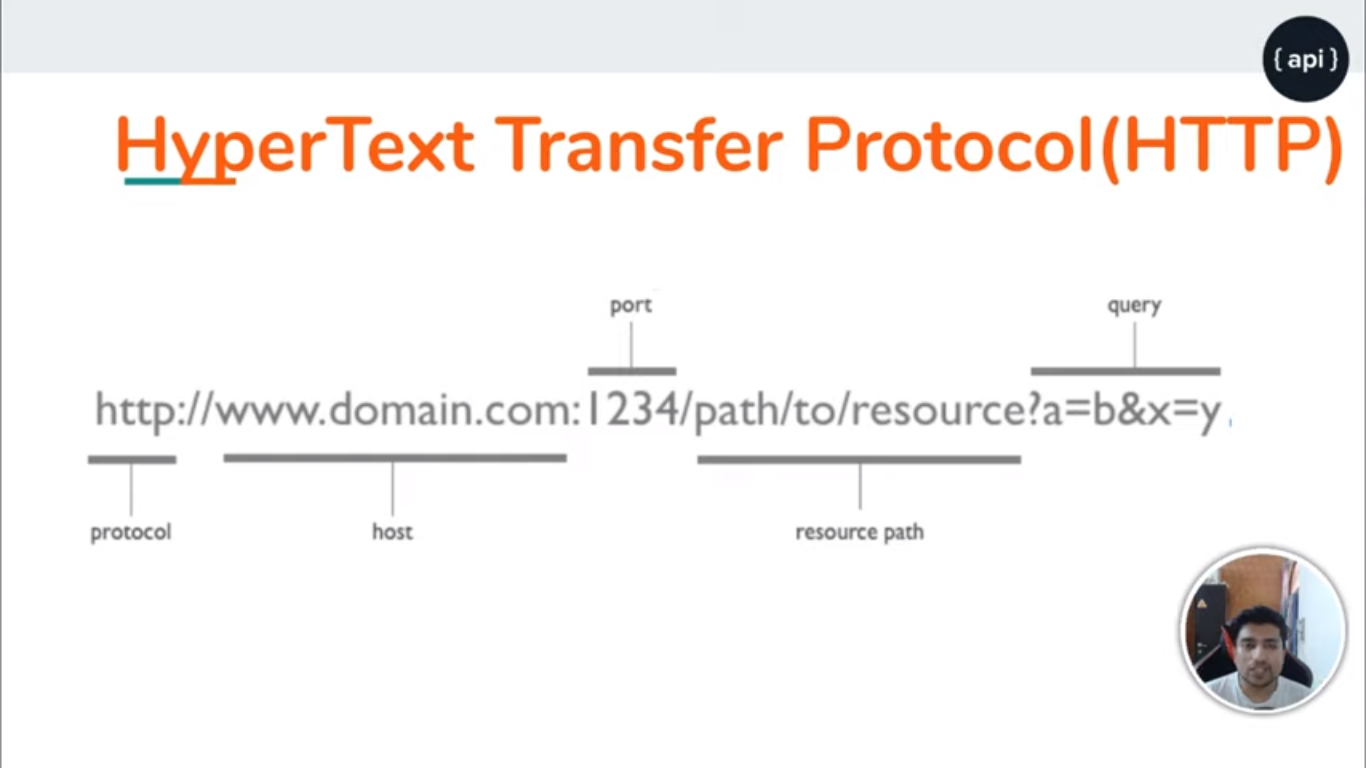 { api }
HyperText Transfer Protocol(HTTP)
port
query
http://www.domain.com:1234/path/to/resource?a=b&x=y
protocol
host
resource path